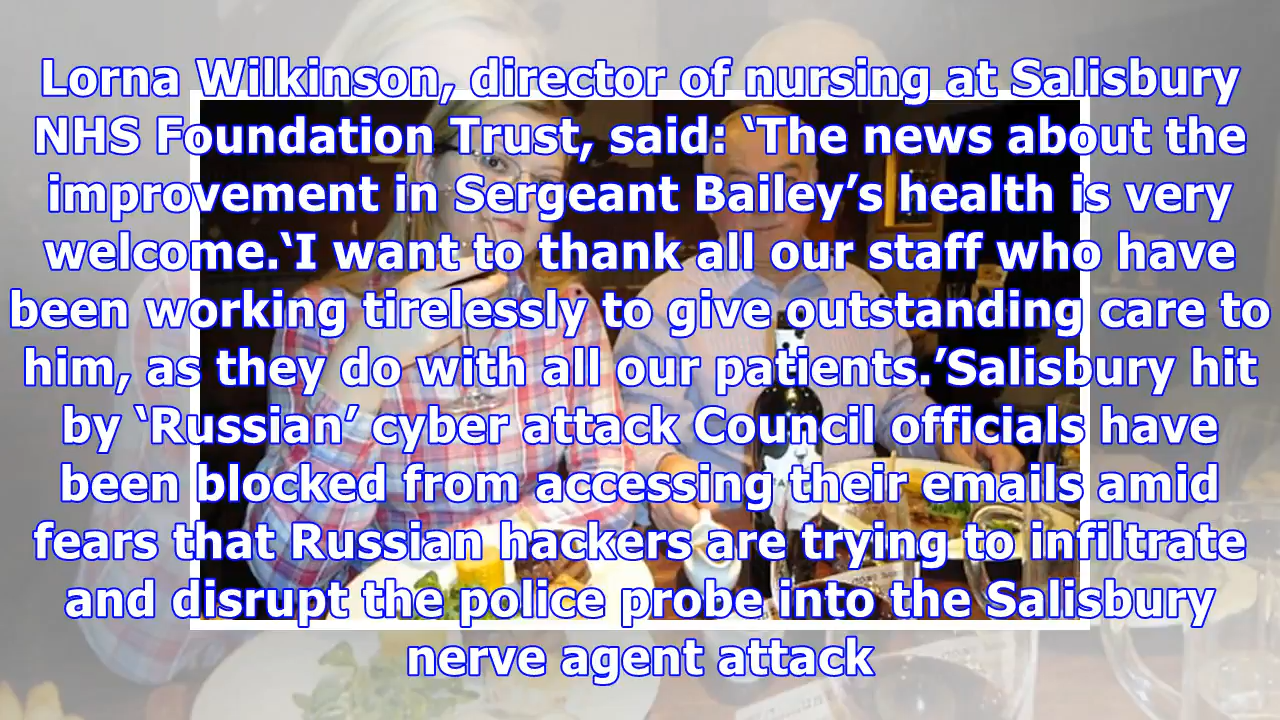 Lorna Wilkinson, director of nursing at Salisbury
NHS Foundation Trust, said: ‘The news about the
improvement in Sergeant Bailey’s health is very
welcome.‘I want to thank all our staff who have
been working tirelessly to give outstanding care to
him, as they do with all our patients.’Salisbury hit
by ‘Russian’ cyber attack Council officials have
been blocked from accessing their emails amid
fears that Russian hackers are trying to infiltrate
and disrupt the police probe into the Salisbury
nerve agent attack